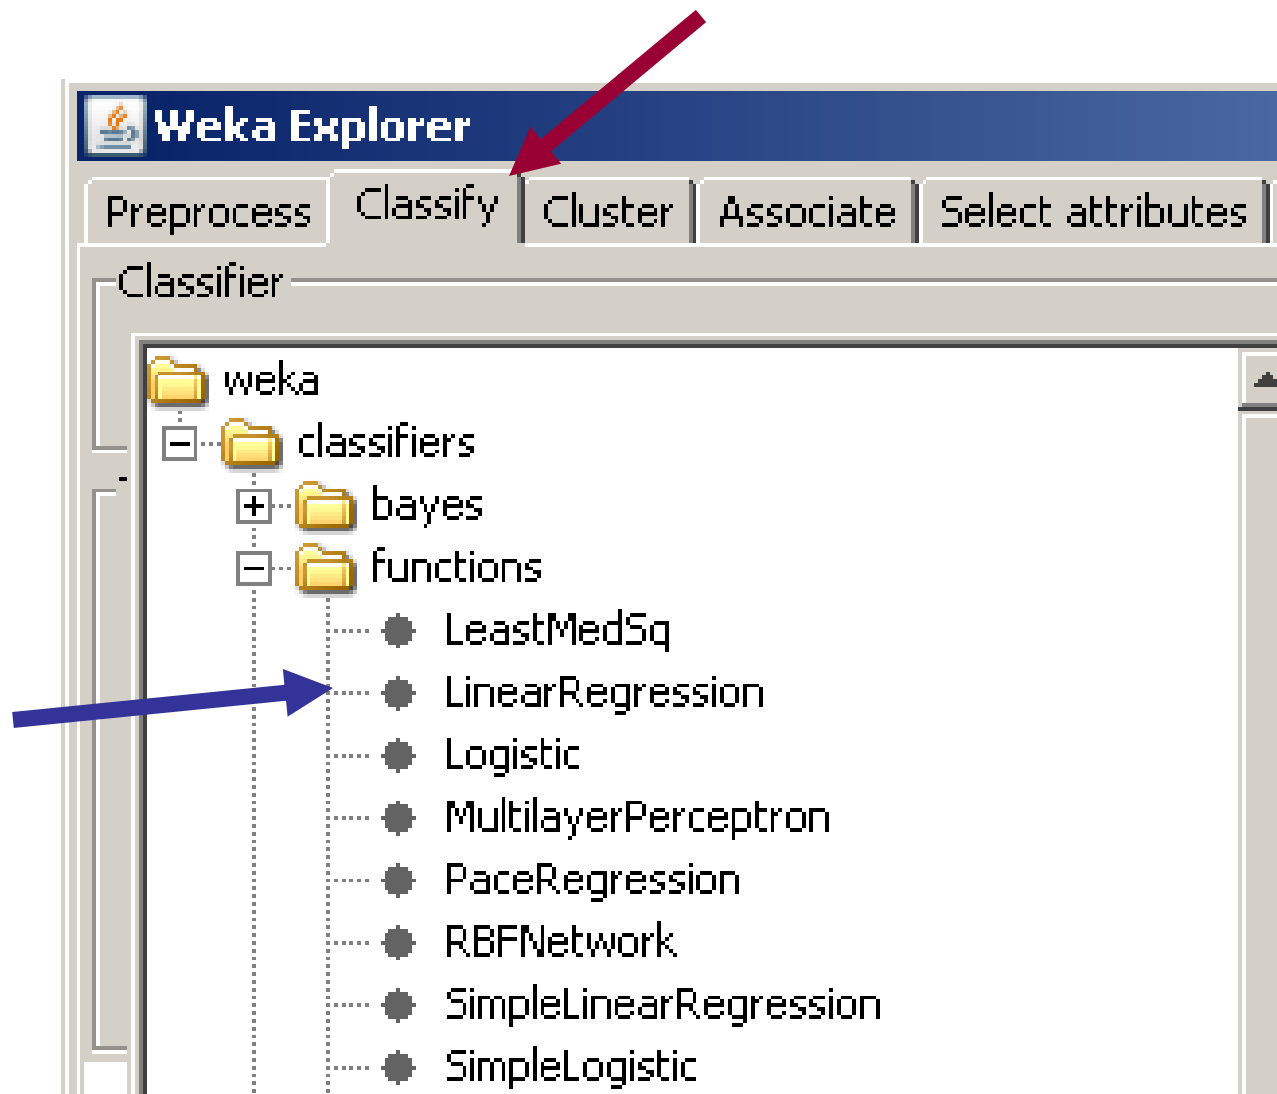 Weka Explorer
Preprocess Classify Cluster Associate Select attributes
Classifier
weka
classifiers
bayes
functions
LeastMedSq
LinearRegression
Logistic
MultilayerPerceptron
PaceRegression
RBFNetwork
SimpleLinearRegression
SimpleLogistic